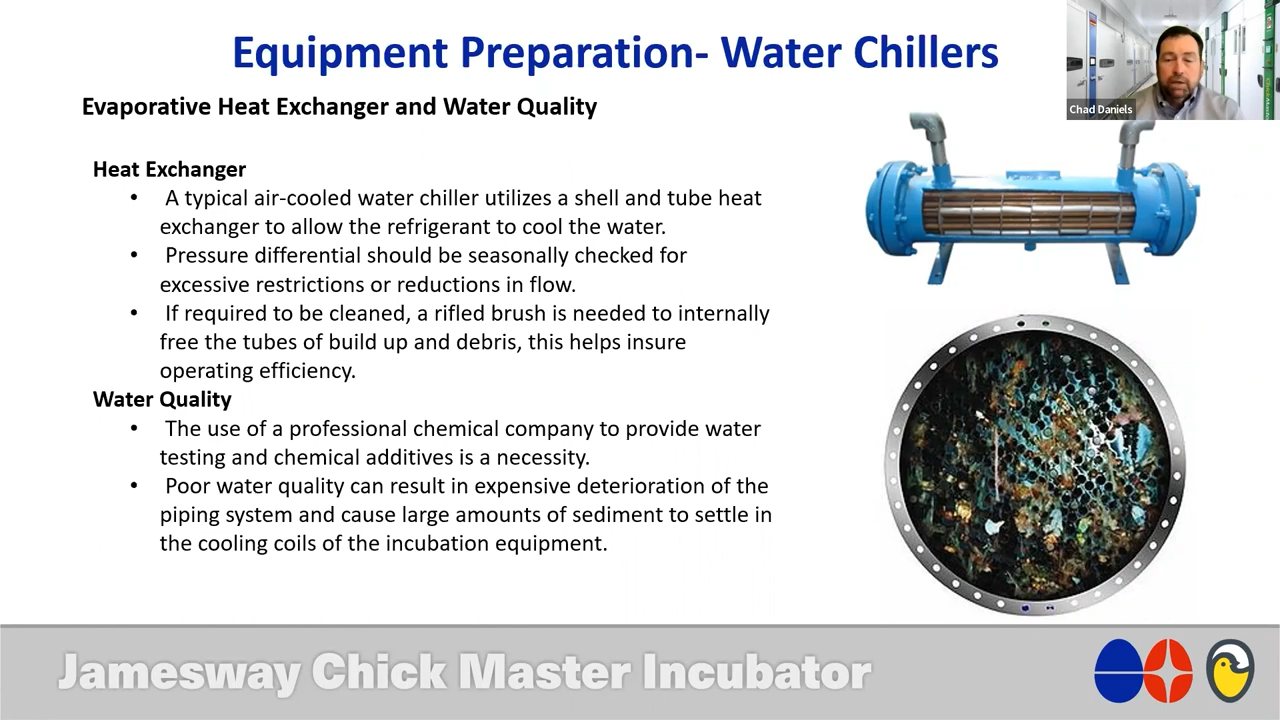 Equipment Preparation- Water Chillers
Chad Daniels
Evaporative Heat Exchanger and Water Quality
Heat Exchanger
• A typical air-cooled water chiller utilizes a shell and tube heat
exchanger to allow the refrigerant to cool the water.
• Pressure differential should be seasonally checked for
excessive restrictions or reductions in flow.
• If required to be cleaned, a rifled brush is needed to internally
free the tubes of build up and debris, this helps insure
operating efficiency.
Water Quality
• The use of a professional chemical company to provide water
testing and chemical additives is a necessity.
• Poor water quality can result in expensive deterioration of the
piping system and cause large amounts of sediment to settle in
the cooling coils of the incubation equipment.
Jamesway Chick Master Incubator